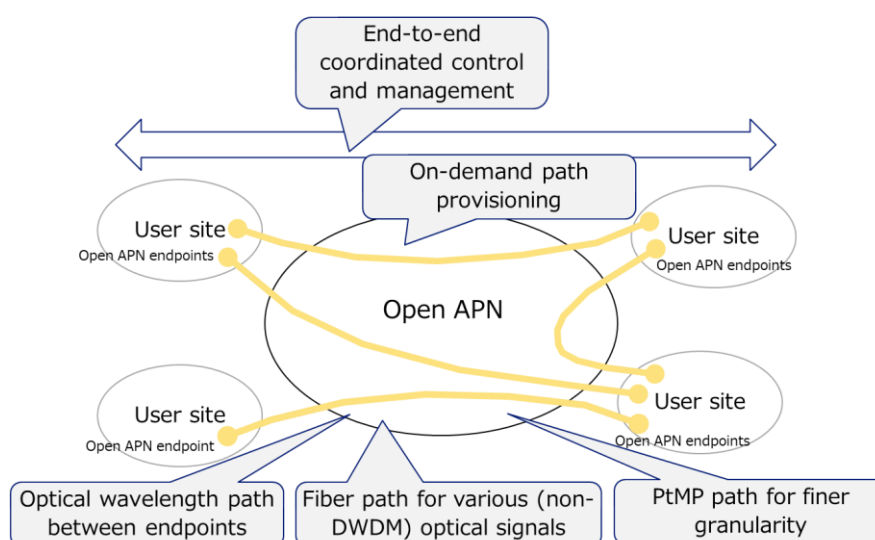 End-to-end
coordinated control
and management
On-demand path
provisioning
User site
Open APN endpoints
User site
Open APN endpoints
Open APN
User site
Open APN endpoint
User site
Open APN endpoints
Optical wavelength path
between endpoints
Fiber path for various (non-
DWDM) optical signals
PtMP path for finer
granularity